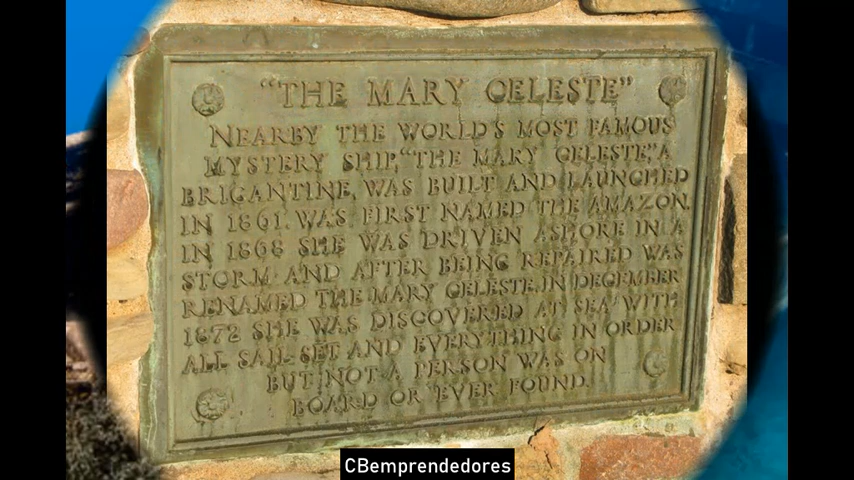 "THE MARY CELESTE"
NEARBY THE WORLD'S MOST FAMOUS
MYSTERY SHIP, "THE MARY CELESTE", A
BRIGANTINE, WAS BUILT AND LAUNCHED
IN 1861. WAS FIRST NAMED THE AMAZON.
IN 1868 SHE WAS DRIVEN ASHORE IN A
STORM AND AFTER BEING REPAIRED WAS
RENAMED THE MARY CELESTE. IN DECEMBER
1872 SHE WAS DISCOVERED AT SEA WITH
ALL SAIL SET AND EVERYTHING IN ORDER
BUT NOT A PERSON WAS ON
BOARD OR EVER FOUND.
CBemprendedores